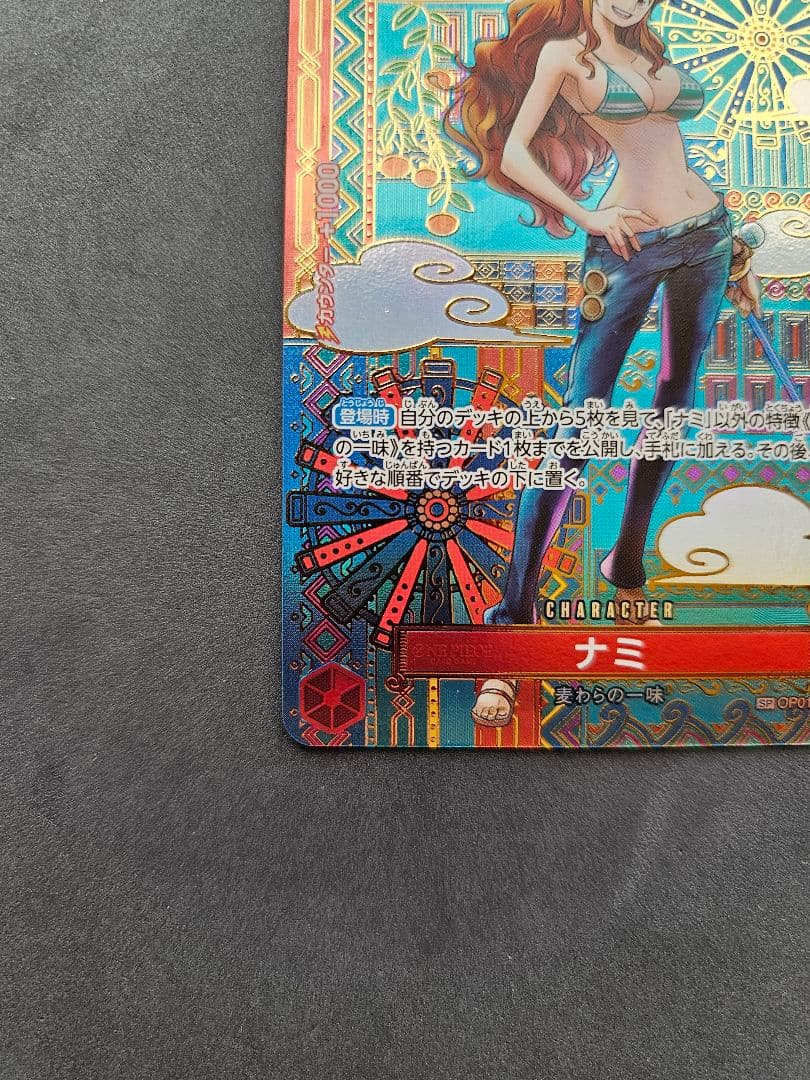 カウンター+1000
登場時 自分のデッキの上から5枚を見て、「ナミ」以外の特徴《
の一味》を持つカード1枚までを公開し、手札に加える。その後、
好きな順番でデッキの下に置く。
CHARACTER
ナミ
麦わらの一味
SP OP01